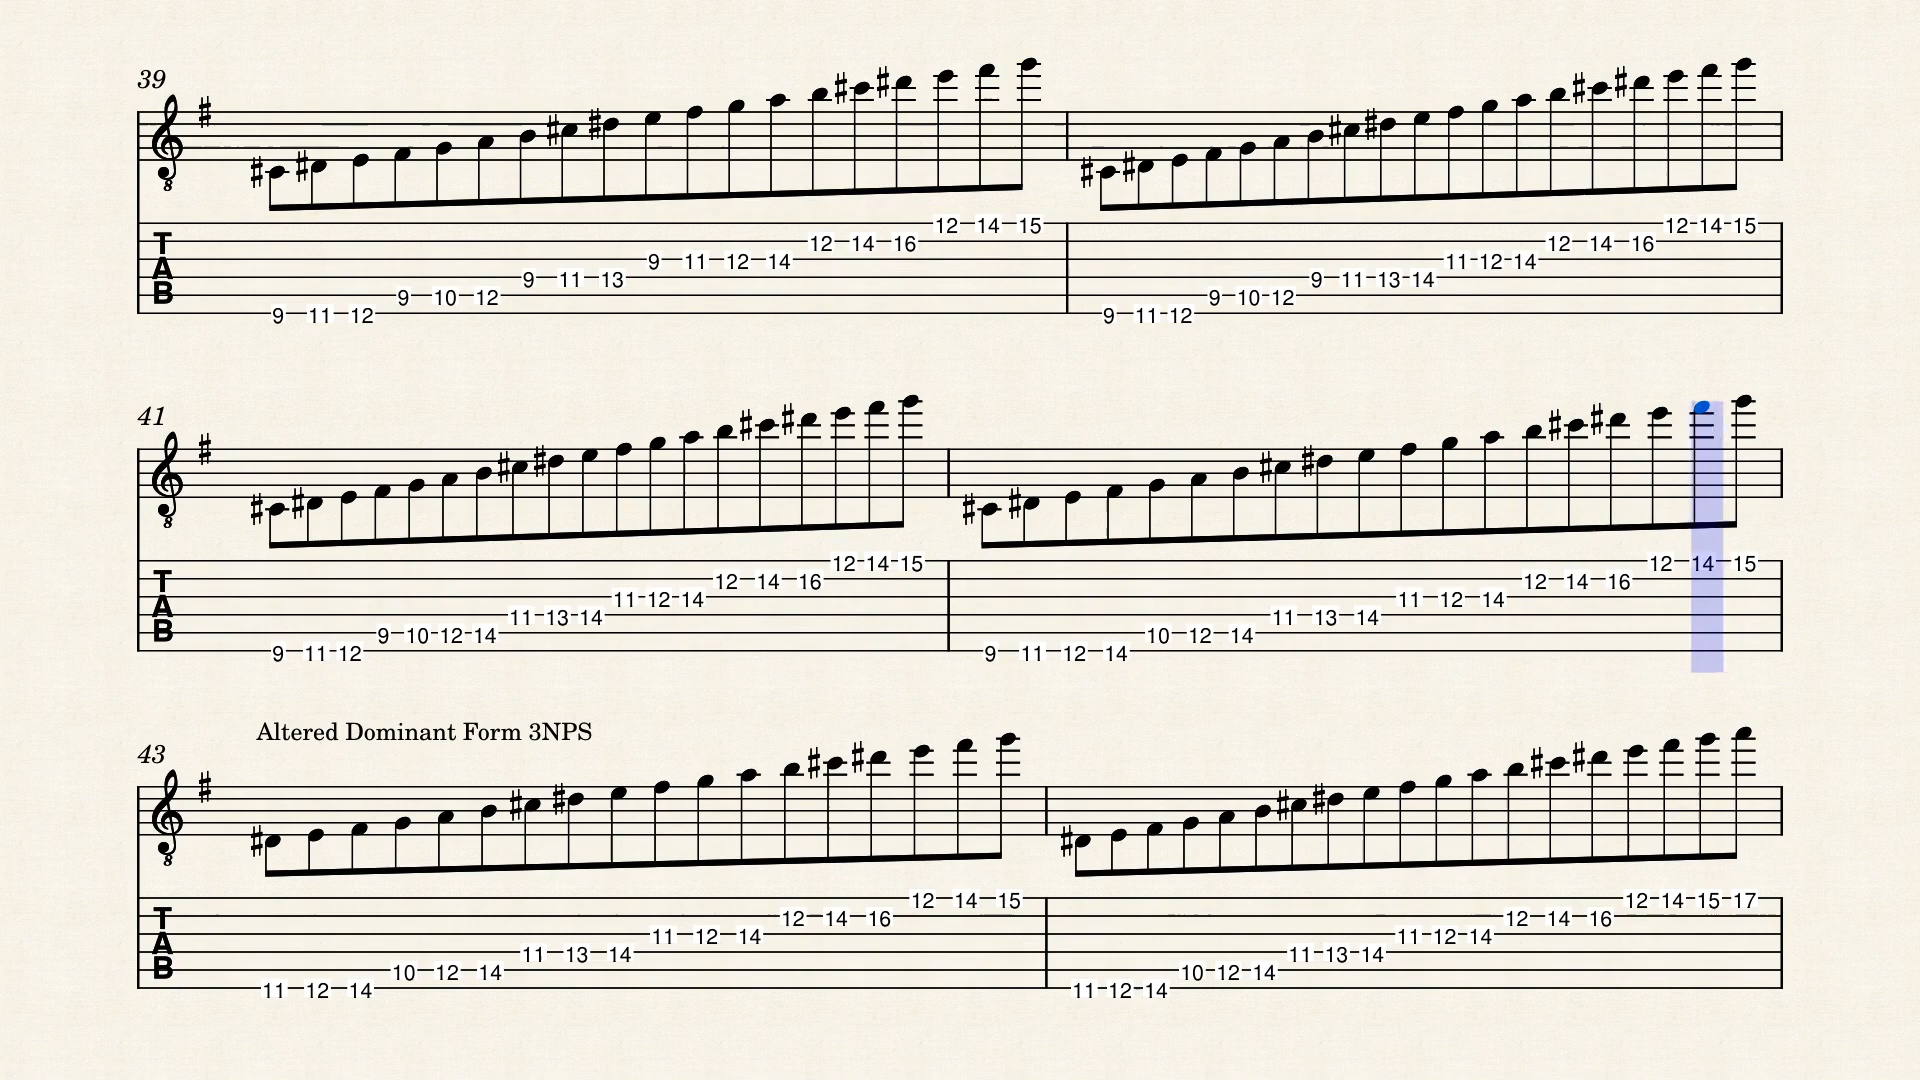 39
8
T
A
B
12 14 15 12 14 15
12 14 16 12 14 16
9 11 12 14 11 12 14
9 11 13 9 11 13 14
9 10 12 9 10 12
9 11 12 9 11 12
41
8
T
A
B
12 14 15 12 14 15
12 14 16 12 14 16
11 12 14 11 12 14
11 13 14 11 13 14
9 10 12 14 10 12 14
9 11 12 9 11 12 14
Altered Dominant Form 3NPS
43
8
T
A
B
12 14 15 12 14 15 17
12 14 16 12 14 16
11 12 14 11 12 14
11 13 14 11 13 14
10 12 14 10 12 14
11 12 14 11 12 14